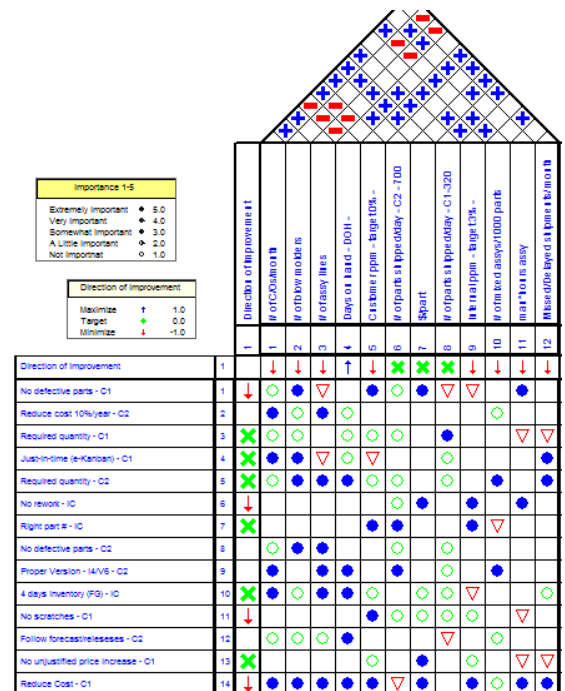 Importance 1-5
Extremely Important 5.0
Very Important 4.0
Somewhat Important 3.0
A Little Important 2.0
Not Importnat 1.0
Direction of Improvement
Maximize 1.0
Target 0.0
Minimize -1.0
Direction of Improvement
# of C/Os/month
# of blow molders
# of assy lines
Days on hand - DOH -
Customer ppm - target 0% -
# of parts shipped/day - C2 - 700
$/part
# of parts shipped/day - C1-320
Internal ppm - target 3% -
# of mixed assys/1000 parts
man*hours assy
Missed/Delayed shipments/month
1 1 2 3 4 5 6 7 8 9 10 11 12
Direction of Improvement 1
No defective parts - C1 1
Reduce cost 10%/year - C2 2
Required quantity - C1 3
Just-in-time (e-Kanban) - C1 4
Required quantity - C2 5
No rework - IC 6
Right part # - IC 7
No defective parts - C2 8
Proper Version - I4/V6 - C2 9
4 days Inventory (FG) - IC 10
No scratches - C1 11
Follow forecast/releseses - C2 12
No unjustified price Increase - C1 13
Reduce Cost - C1 14